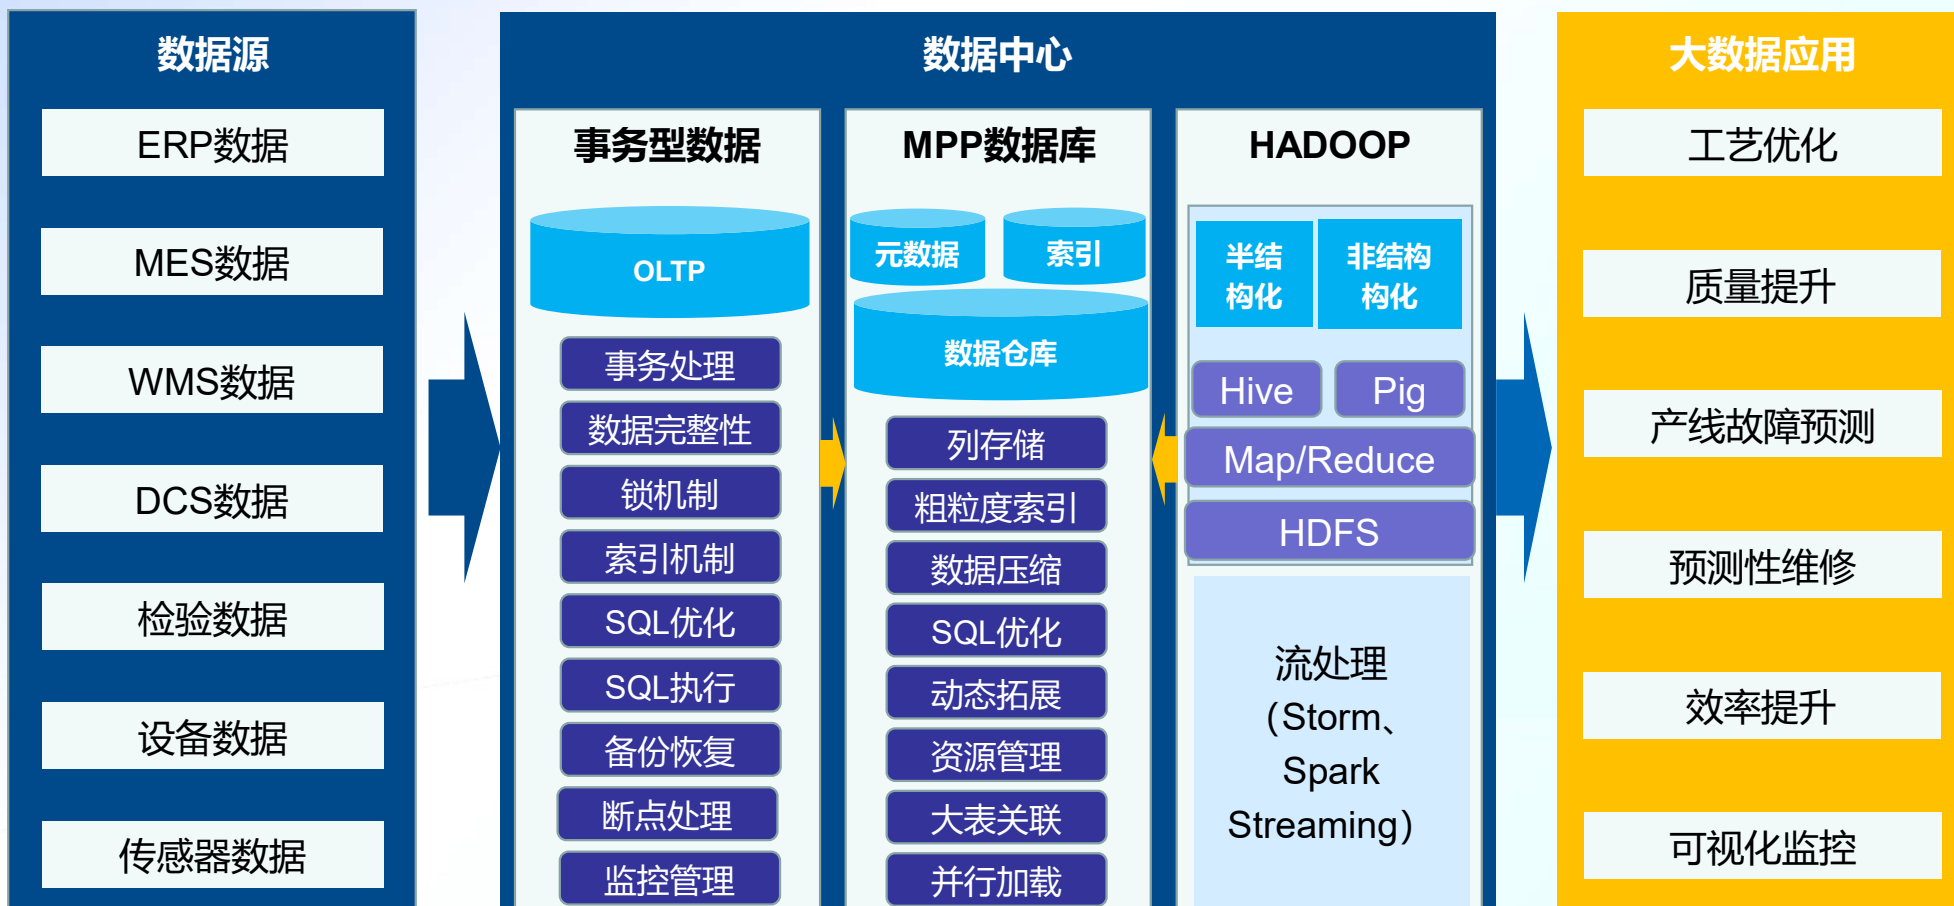 数据源
ERP数据
MES数据
WMS数据
DCS数据
检验数据
设备数据
传感器数据
数据中心
事务型数据
OLTP
事务处理
数据完整性
锁机制
索引机制
SQL优化
SQL执行
备份恢复
断点处理
监控管理
MPP数据库
元数据
索引
数据仓库
列存储
粗粒度索引
数据压缩
SQL优化
动态拓展
资源管理
大表关联
并行加载
HADOOP
半结
构化
非结构
构化
Hive
Pig
Map/Reduce
HDFS
流处理
（Storm、
Spark
Streaming）
大数据应用
工艺优化
质量提升
产线故障预测
预测性维修
效率提升
可视化监控